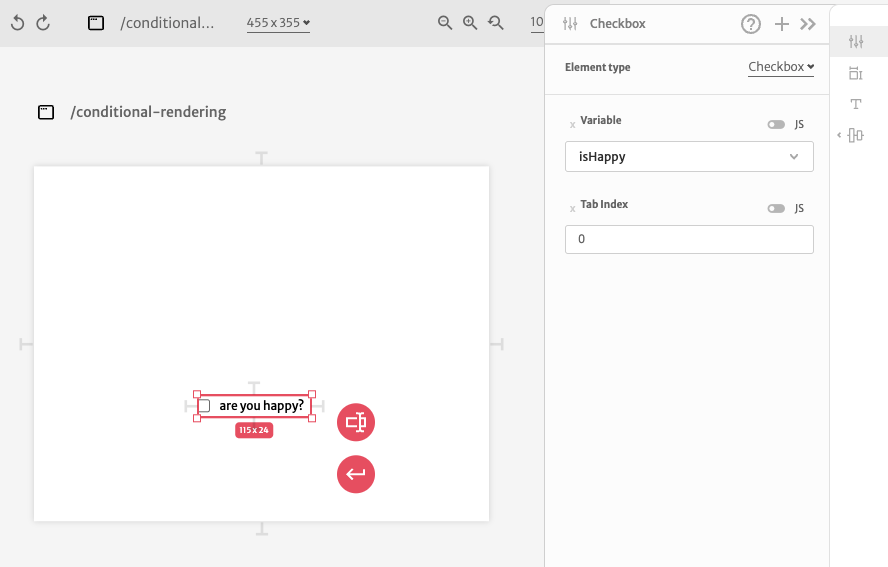 /conditional...
455 x 355
10
Checkbox
Element type
Checkbox
/conditional-rendering
x Variable
JS
isHappy
x Tab Index
JS
0
T
are you happy?
115 x 24